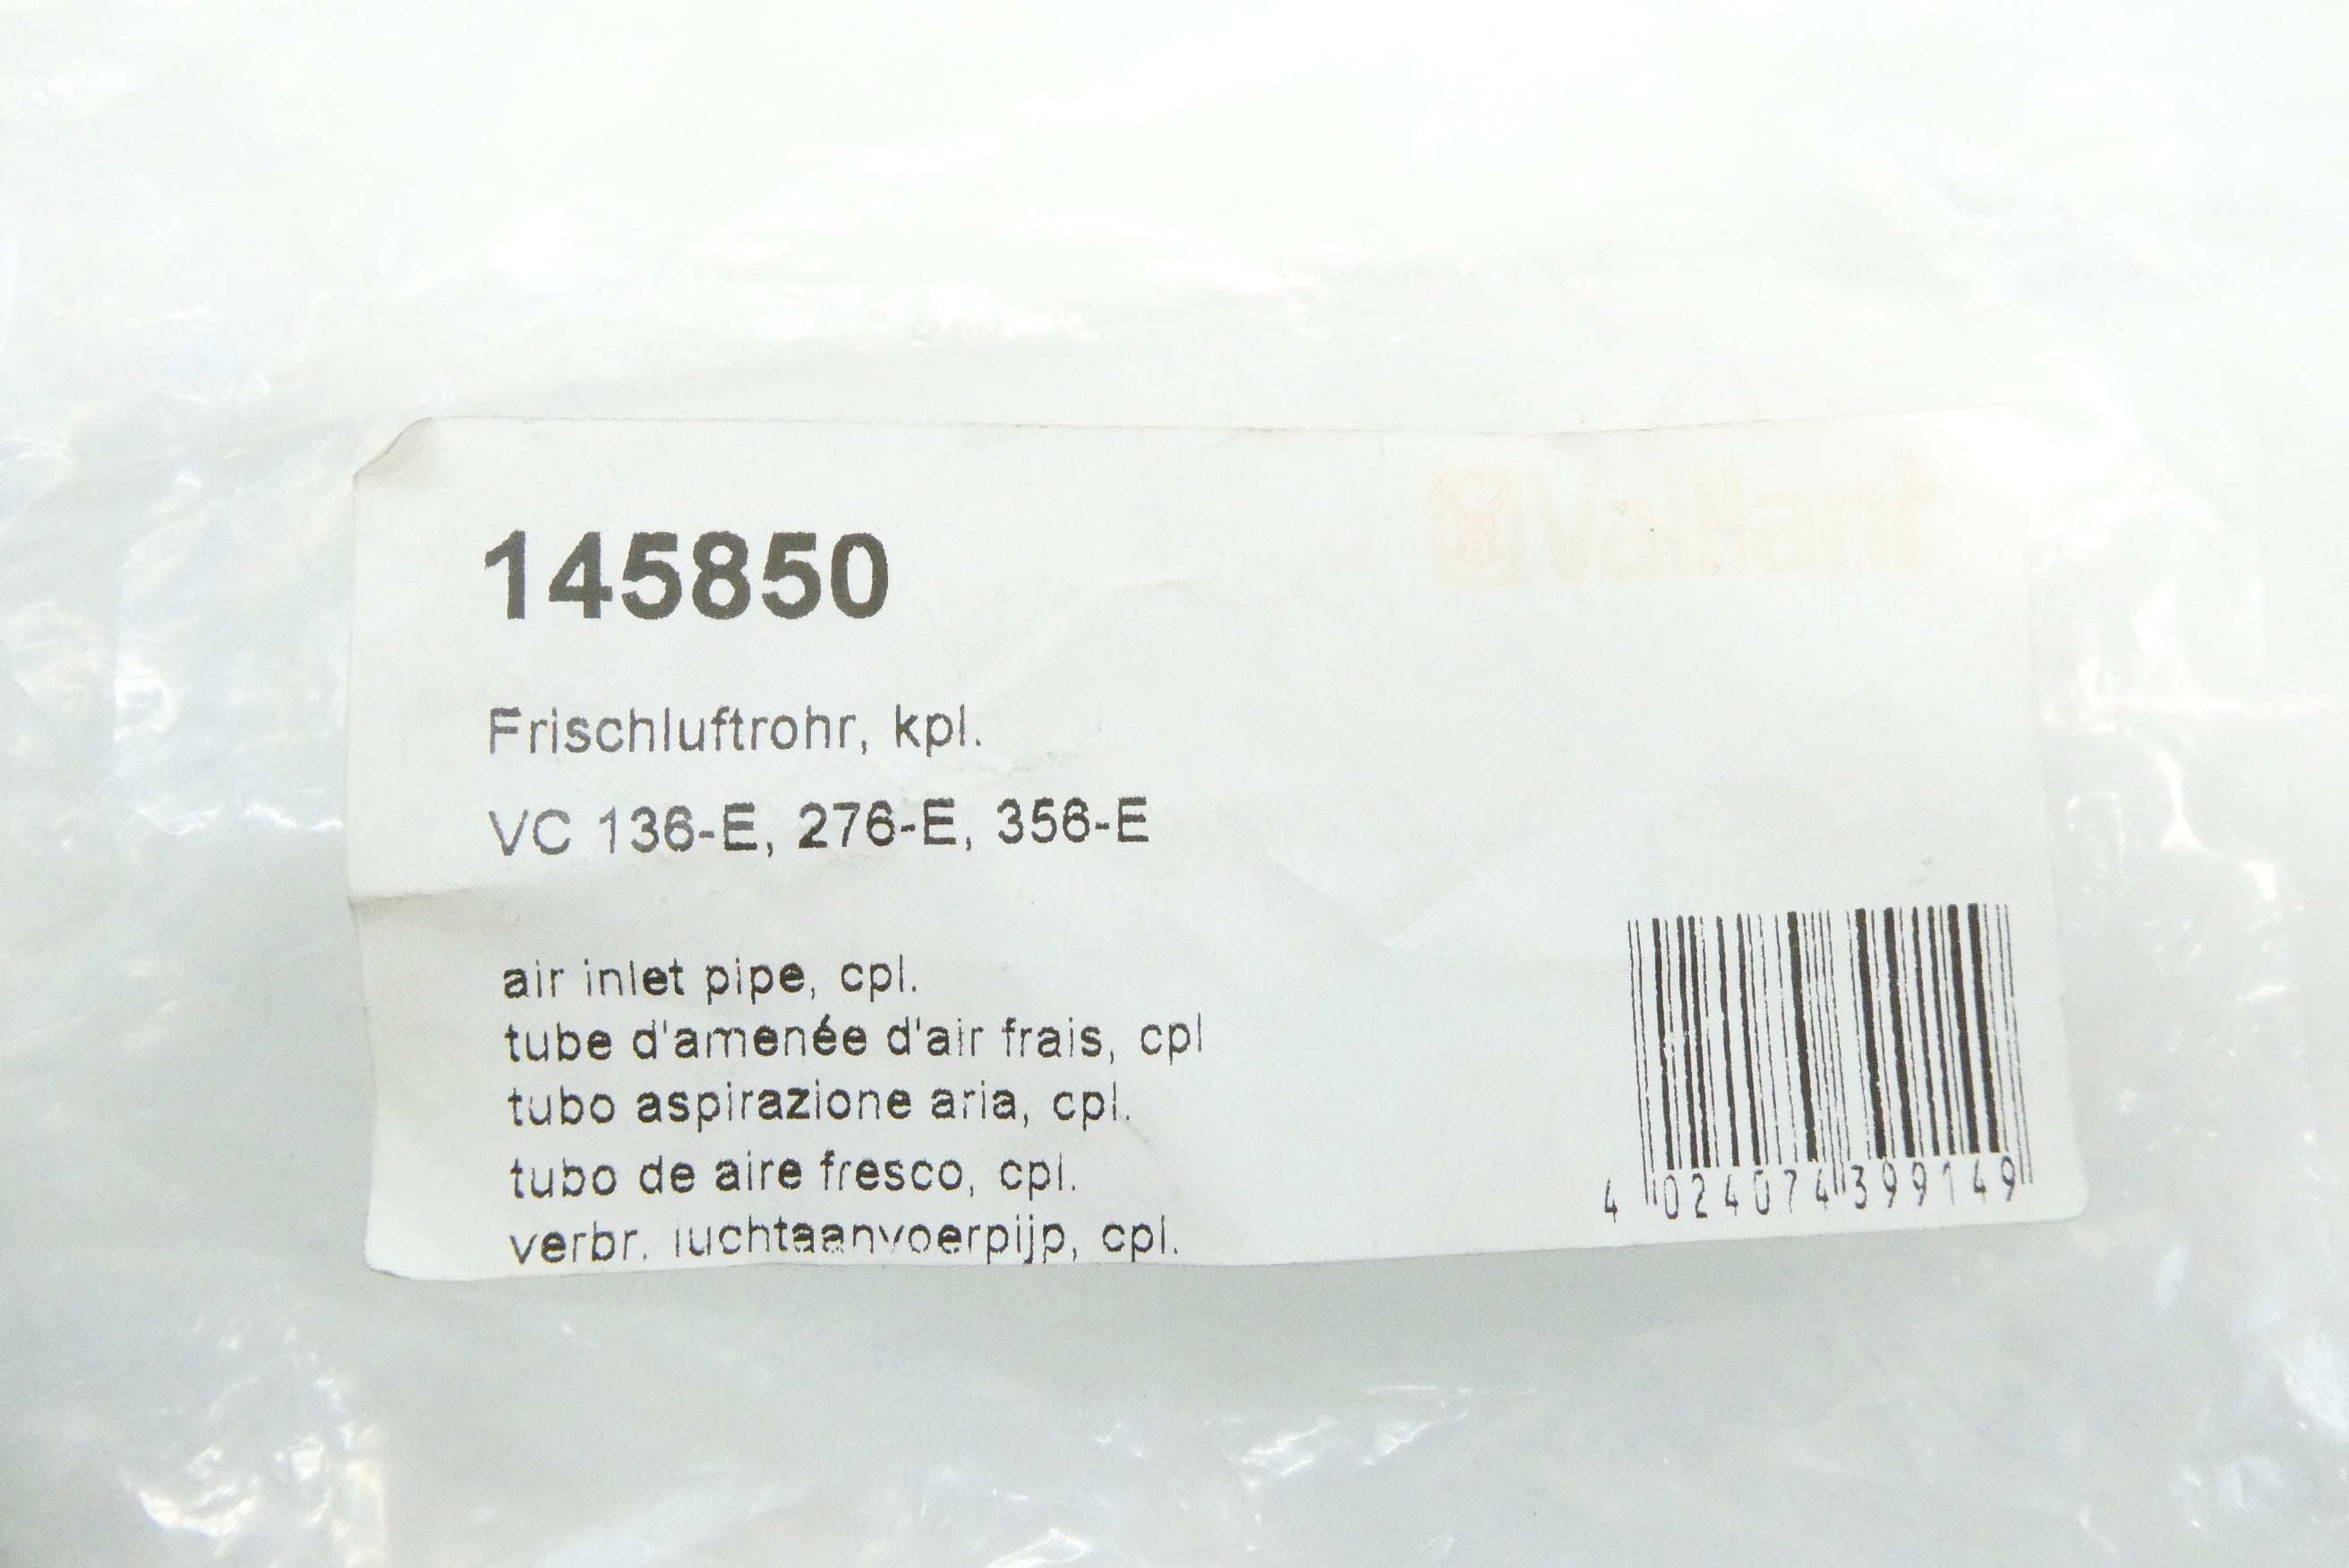 Vaillant
145850
Frischluftrohr, kpl.
VC 136-E, 276-E, 356-E
air inlet pipe, cpl.
tube d'amenée d'air frais, cpl
tubo aspirazione aria, cpl.
tubo de aire fresco, cpl.
verbr. luchtaanvoerpijp, cpl.
4 024074 399149